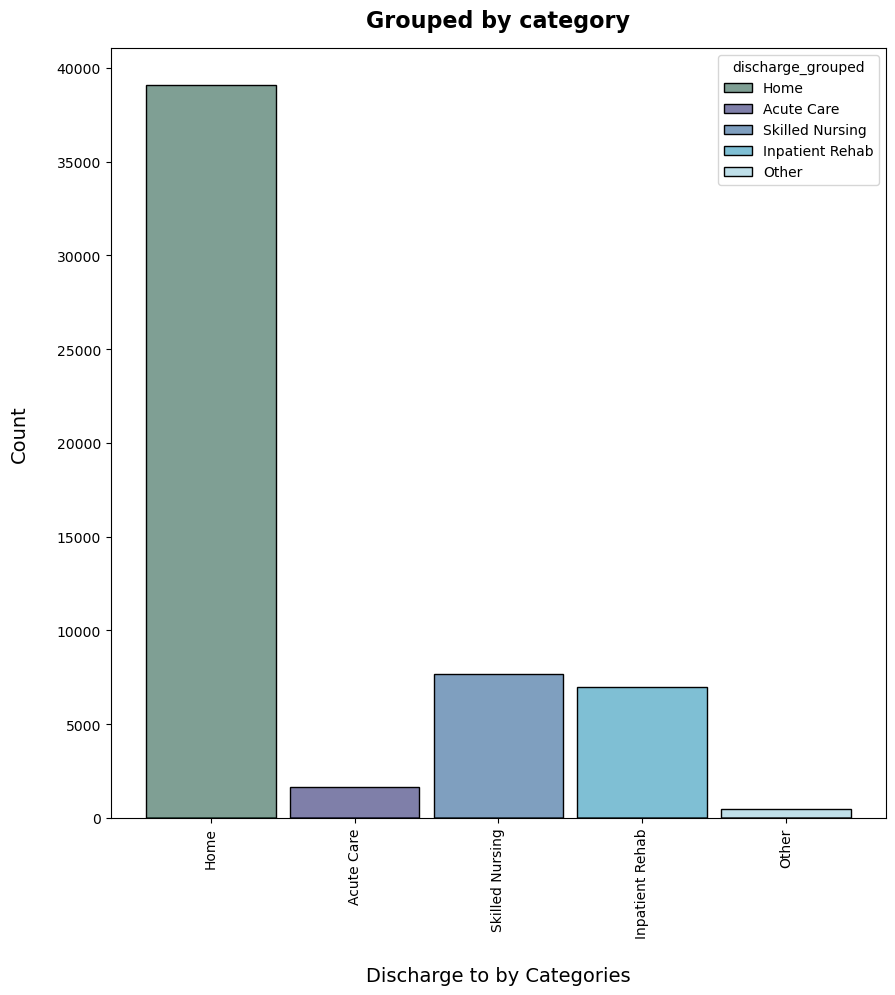 Grouped by category
discharge_grouped
Home
Acute Care
Skilled Nursing
Inpatient Rehab
Other
40000
35000
30000
25000
20000
15000
10000
5000
0
Count
Home
Acute Care
Skilled Nursing
Inpatient Rehab
Other
Discharge to by Categories